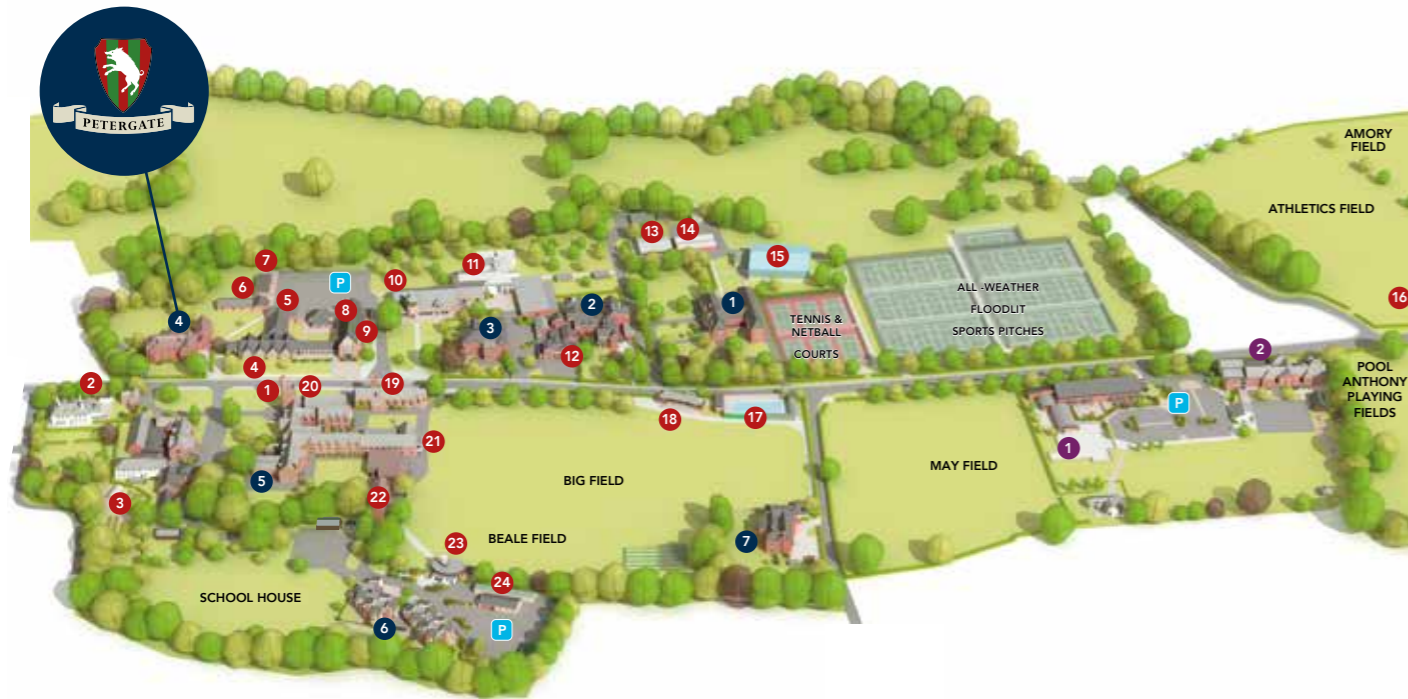 PETERGATE
AMORY
FIELD
ATHLETICS FIELD
13
14
7
11
15
10
P
6
5
16
8
2
1
ALL -WEATHER
FLOODLIT
SPORTS PITCHES
4
3
9
TENNIS &
NETBALL
COURTS
12
2
4
POOL
ANTHONY
PLAYING
FIELDS
2
1
20
19
P
18
17
21
1
MAY FIELD
5
BIG FIELD
22
3
BEALE FIELD
23
7
24
SCHOOL HOUSE
6
P